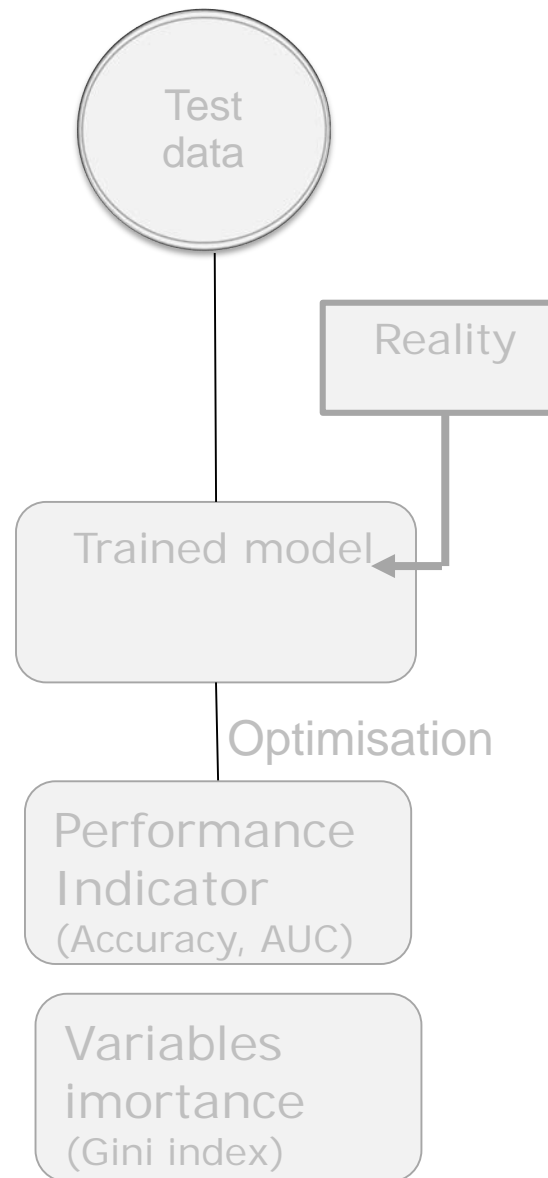 Test
data
Reality
Trained model
Optimisation
Performance
Indicator
(Accuracy, AUC)
Variables
imortance
(Gini index)